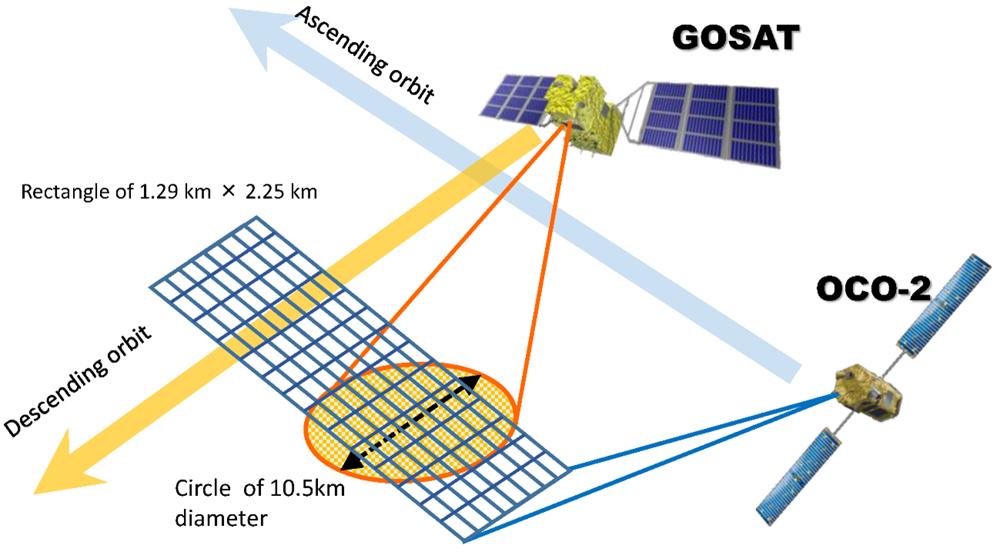 Ascending orbit
GOSAT
Rectangle of 1.29 km × 2.25 km
OCO-2
Descending orbit
Circle of 10.5km
diameter